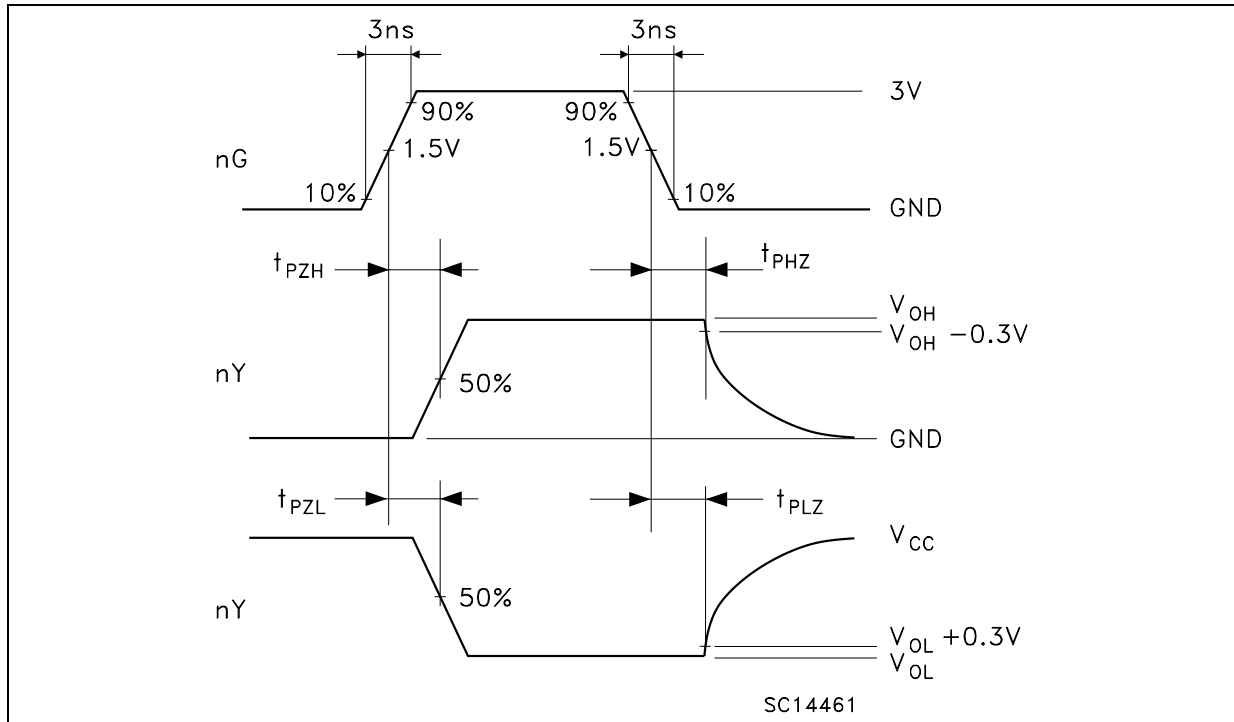 3ns 3ns
3V
90% 90%
1.5V 1.5V
nG
10% 10%
GND
tPZH tPHZ
VOH
VOH -0.3V
nY
50%
GND
tPZL tPLZ
VCC
nY
50%
VOL +0.3V
VOL
SC14461